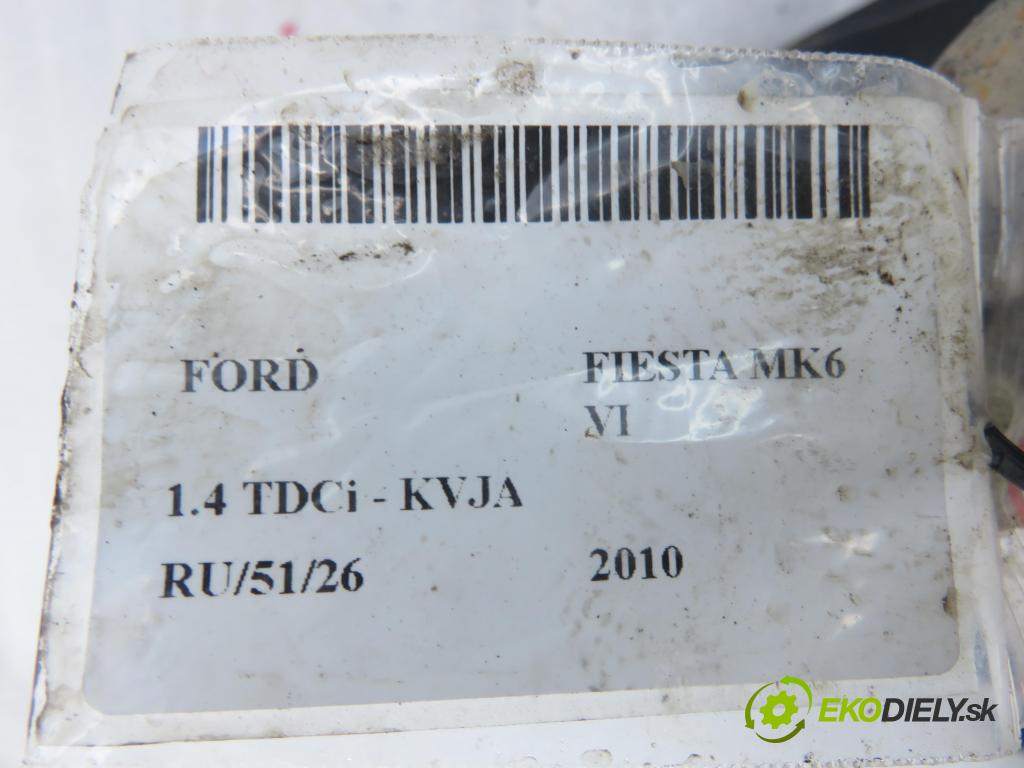 FORD FIESTA MK6
VI
1.4 TDCi - KVJA
RU/51/26 2010
EKODIELY.sk